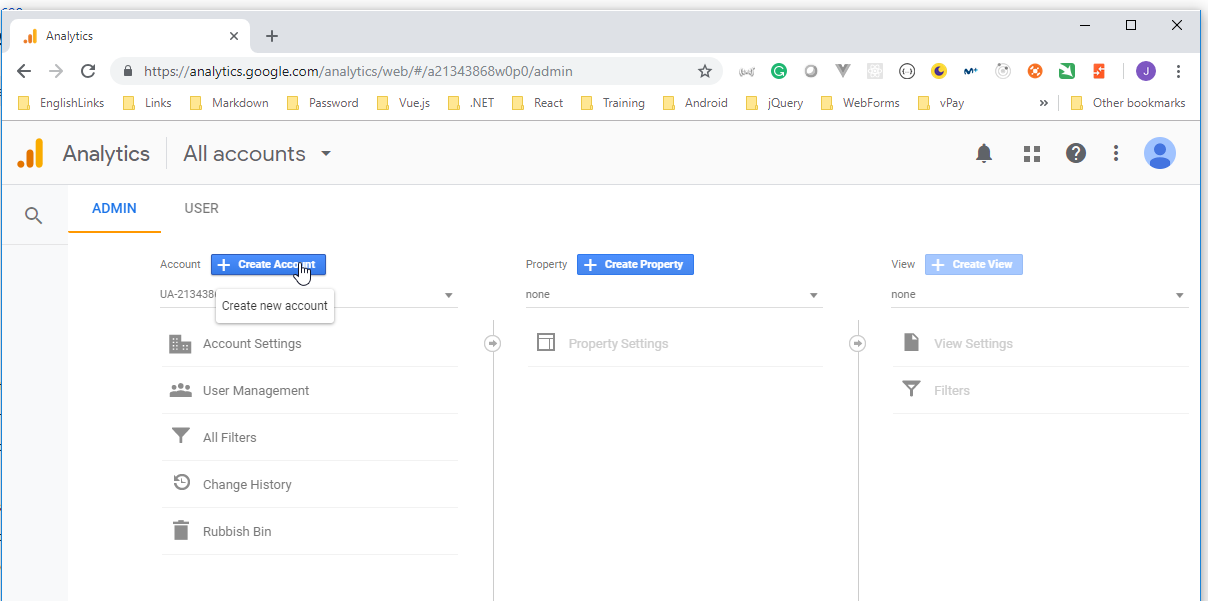 Analytics
https://analytics.google.com/analytics/web/#/a21343868w0p0/admin
J
EnglishLinks Links Markdown Password Vue.js .NET React Training Android jQuery WebForms vPay » Other bookmarks
Analytics All accounts
ADMIN USER
Account + Create Account Property + Create Property View + Create View
UA-213438 none none
Create new account
Account Settings Property Settings View Settings
User Management Filters
All Filters
Change History
Rubbish Bin